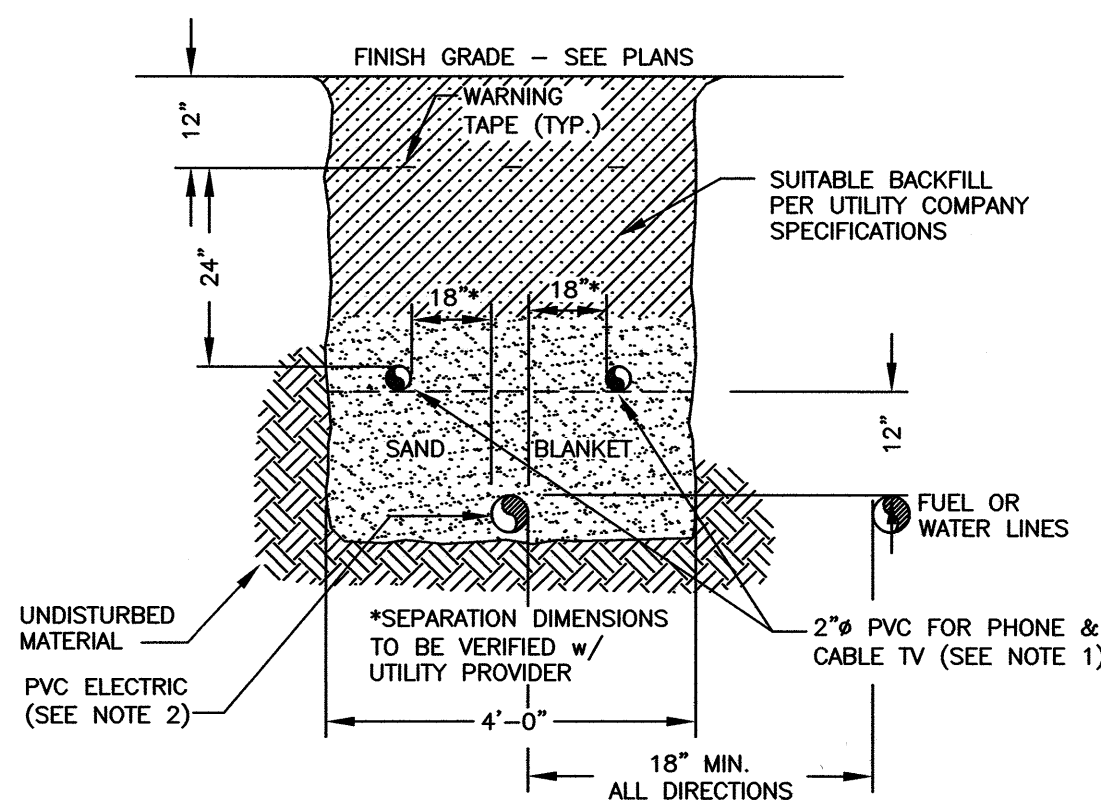 FINISH GRADE – SEE PLANS
12"
WARNING
TAPE (TYP.)
24"
SUITABLE BACKFILL
PER UTILITY COMPANY
SPECIFICATIONS
18"*
18"*
SAND
BLANKET
12"
FUEL OR
WATER LINES
UNDISTURBED
MATERIAL
*SEPARATION DIMENSIONS
TO BE VERIFIED w/
UTILITY PROVIDER
2"ø PVC FOR PHONE &
CABLE TV (SEE NOTE 1)
PVC ELECTRIC
(SEE NOTE 2)
4'-0"
18" MIN.
ALL DIRECTIONS